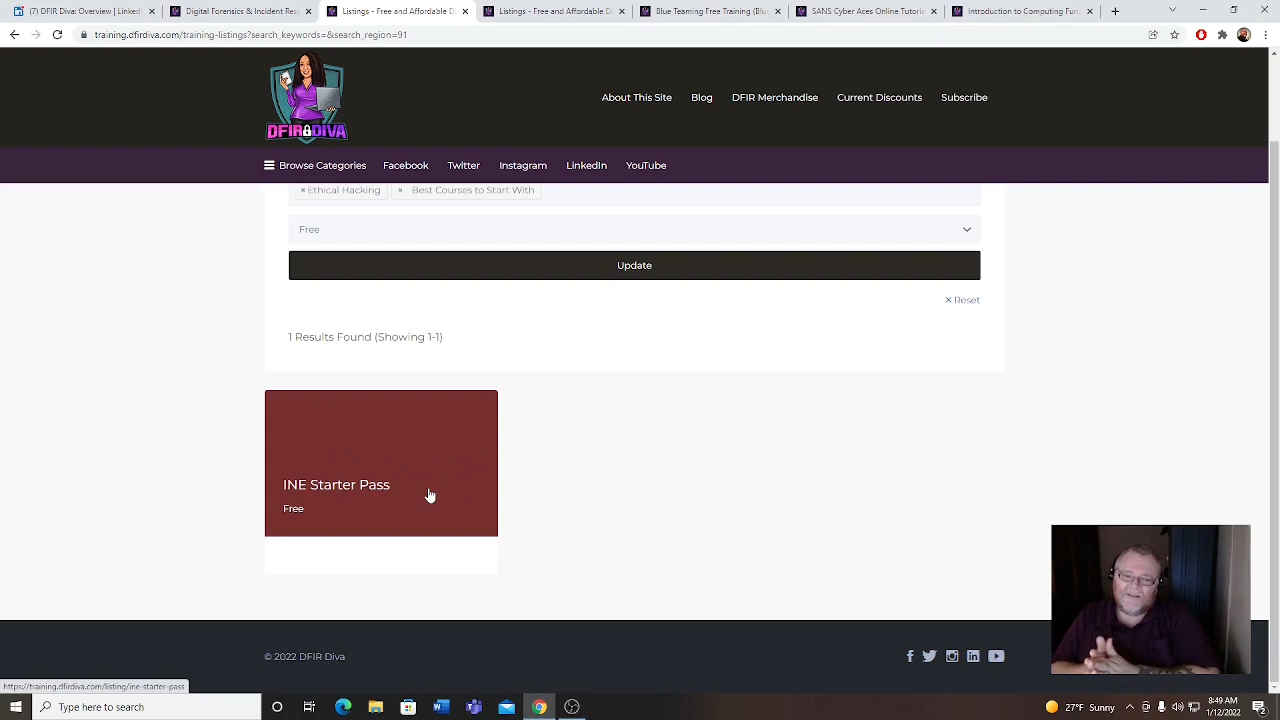 (7) DFIR Diva: Overview | Linked
Digital Forensics & Incident Resp
Listings - Free and Affordable D
Listings - Free and Affordable D
Blue Teaming Free Training (Blue
SANS Cyber Aces Online Tutoria
Introduction to Computing Fund
training.dfirdiva.com/training-listings?search_keywords=&search_region=91
DFIR DIVA
About This Site
Blog
DFIR Merchandise
Current Discounts
Subscribe
Browse Categories
Facebook
Twitter
Instagram
LinkedIn
YouTube
× Ethical Hacking
× Best Courses to Start With
Free
Update
× Reset
1 Results Found (Showing 1-1)
INE Starter Pass
Free
© 2022 DFIR Diva
https://training.dfirdiva.com/listing/ine-starter-pass
Type here to search
27°F Sunny
8:49 AM
1/12/2022